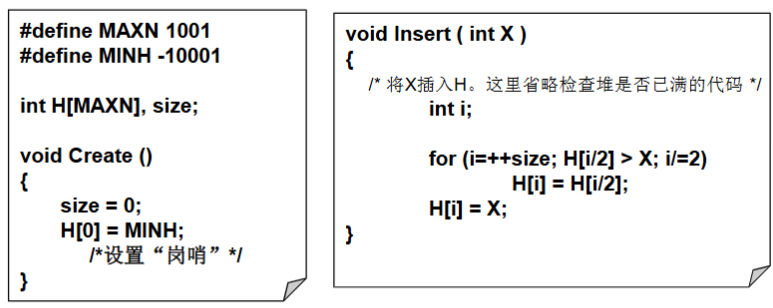 #define MAXN 1001
#define MINH -10001
int H[MAXN], size;
void Create ()
{
size = 0;
H[0] = MINH;
/*设置“岗哨”*/
}
void Insert ( int X )
{
/* 将X插入H。这里省略检查堆是否已满的代码 */
int i;
for (i=++size; H[i/2] > X; i/=2)
H[i] = H[i/2];
H[i] = X;
}